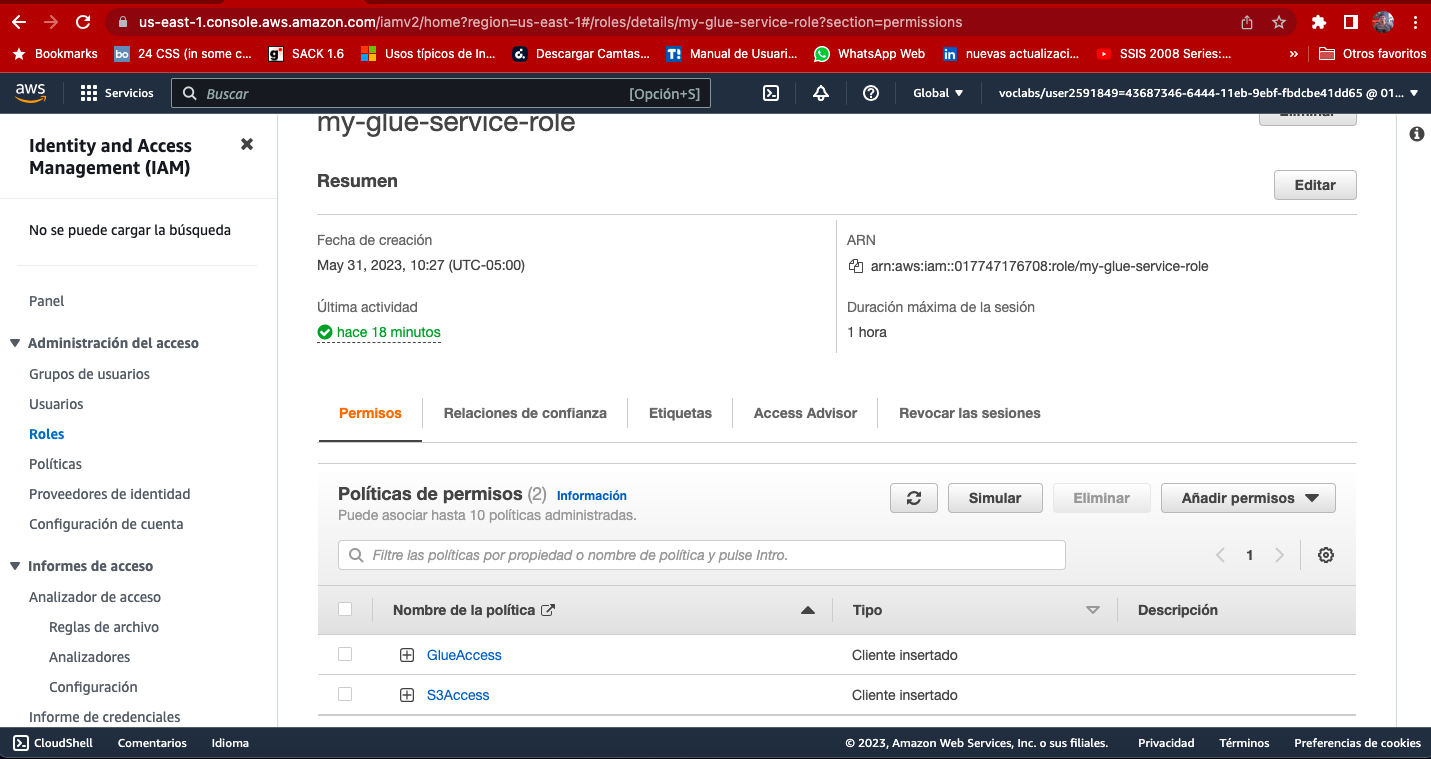 us-east-1.console.aws.amazon.com/iamv2/home?region=us-east-1#/roles/details/my-glue-service-role?section=permissions
Bookmarks
bo 24 CSS (in some c...
g SACK 1.6
Usos típicos de In...
Descargar Camtas...
T! Manual de Usuari...
WhatsApp Web
in nuevas actualizaci...
SSIS 2008 Series:...
»
Otros favoritos
aws
Servicios
Buscar
[Opción+S]
Global
voclabs/user2591849=43687346-6444-11eb-9ebf-fbdcbe41dd65 @ 01...
Identity and Access
Management (IAM)
No se puede cargar la búsqueda
Panel
Administración del acceso
Grupos de usuarios
Usuarios
Roles
Políticas
Proveedores de identidad
Configuración de cuenta
Informes de acceso
Analizador de acceso
Reglas de archivo
Analizadores
Configuración
Informe de credenciales
my-glue-service-role
Eliminar
Resumen
Editar
Fecha de creación
May 31, 2023, 10:27 (UTC-05:00)
ARN
arn:aws:iam::017747176708:role/my-glue-service-role
Última actividad
hace 18 minutos
Duración máxima de la sesión
1 hora
Permisos
Relaciones de confianza
Etiquetas
Access Advisor
Revocar las sesiones
Políticas de permisos (2) Información
Puede asociar hasta 10 políticas administradas.
Simular
Eliminar
Añadir permisos
Filtre las políticas por propiedad o nombre de política y pulse Intro.
1
Nombre de la política
Tipo
Descripción
GlueAccess
Cliente insertado
S3Access
Cliente insertado
CloudShell
Comentarios
Idioma
© 2023, Amazon Web Services, Inc. o sus filiales.
Privacidad
Términos
Preferencias de cookies